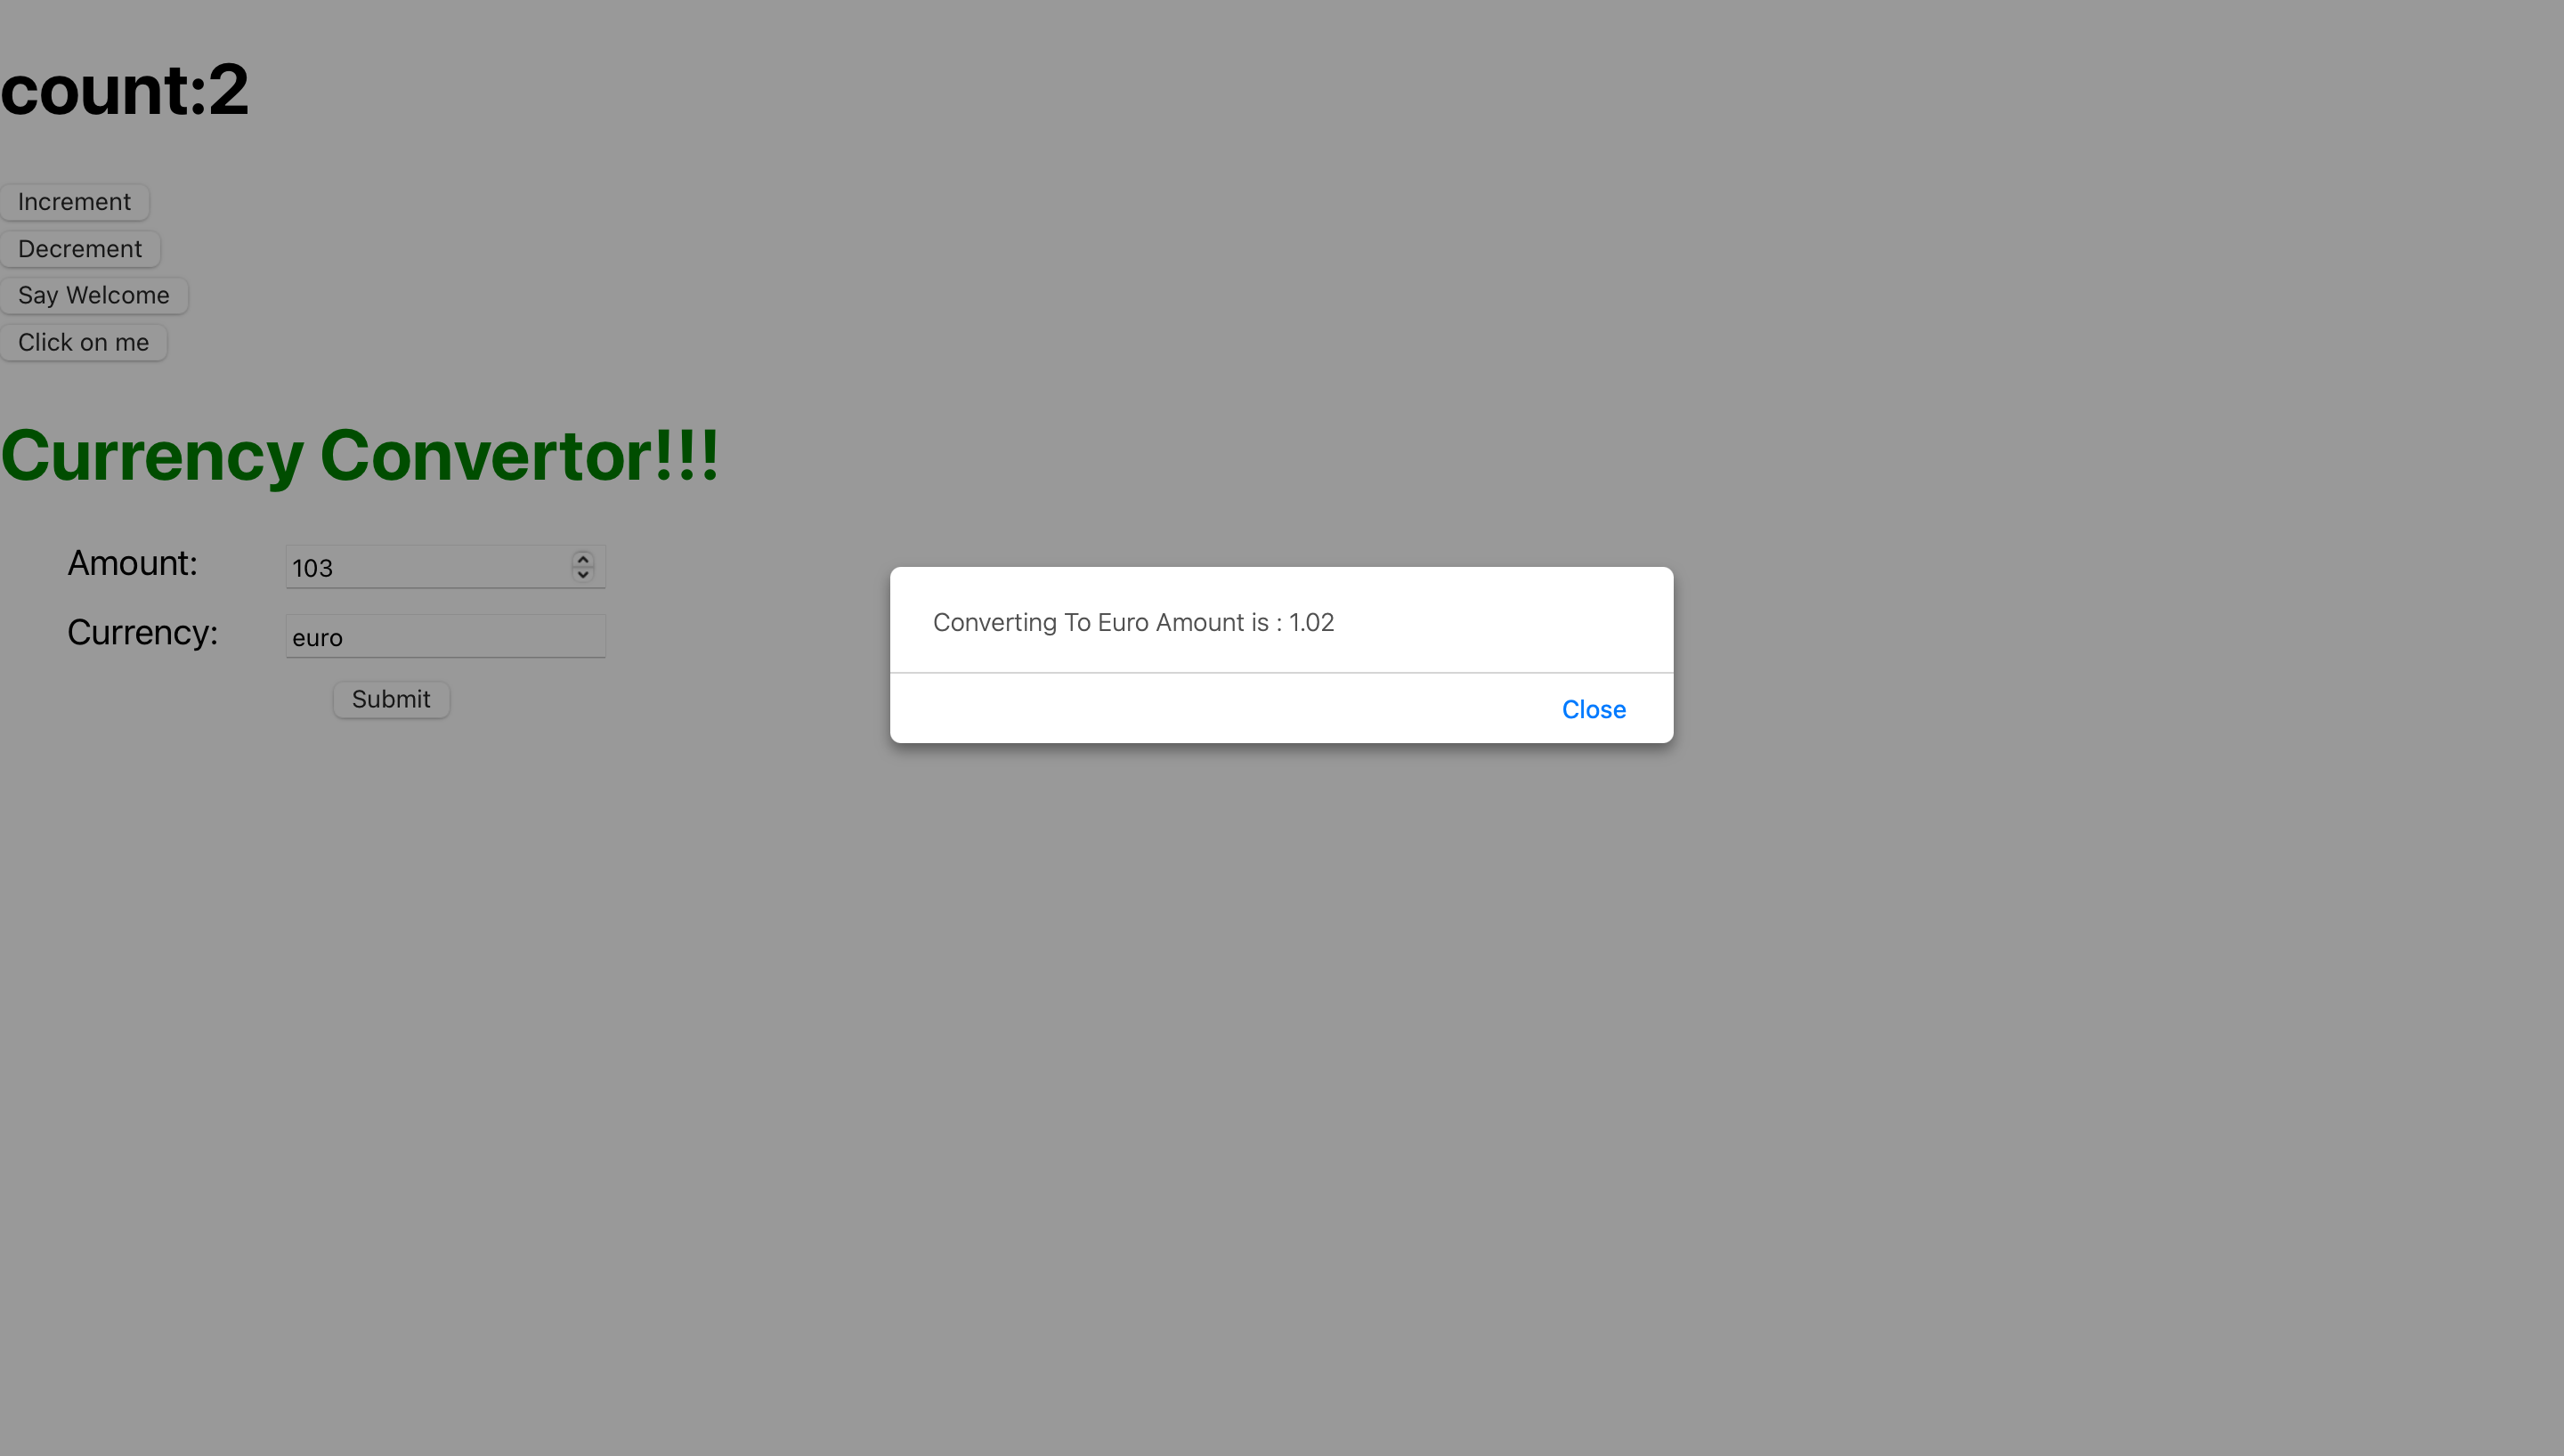 count:2
Increment
Decrement
Say Welcome
Click on me
Currency Convertor!!!
Amount: 103
Currency: euro
Submit
Converting To Euro Amount is : 1.02
Close